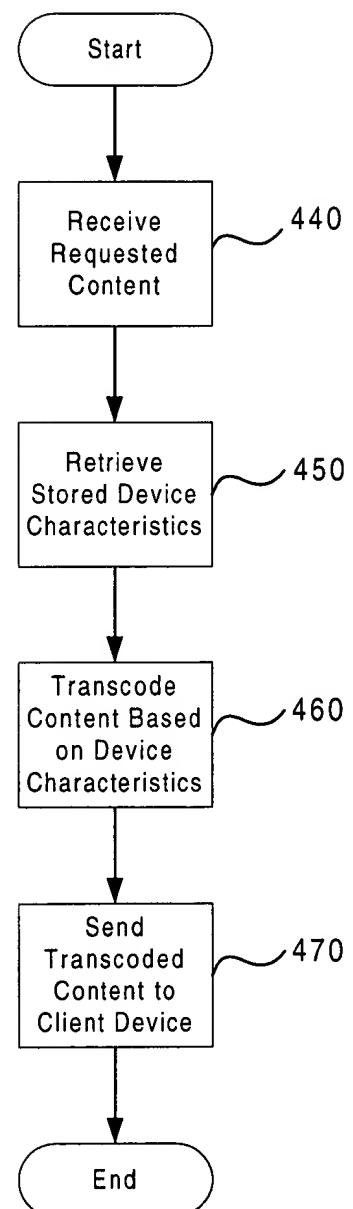 Start
Receive
Requested
Content
440
Retrieve
Stored Device
Characteristics
450
Transcode
Content Based
on Device
Characteristics
460
Send
Transcoded
Content to
Client Device
470
End